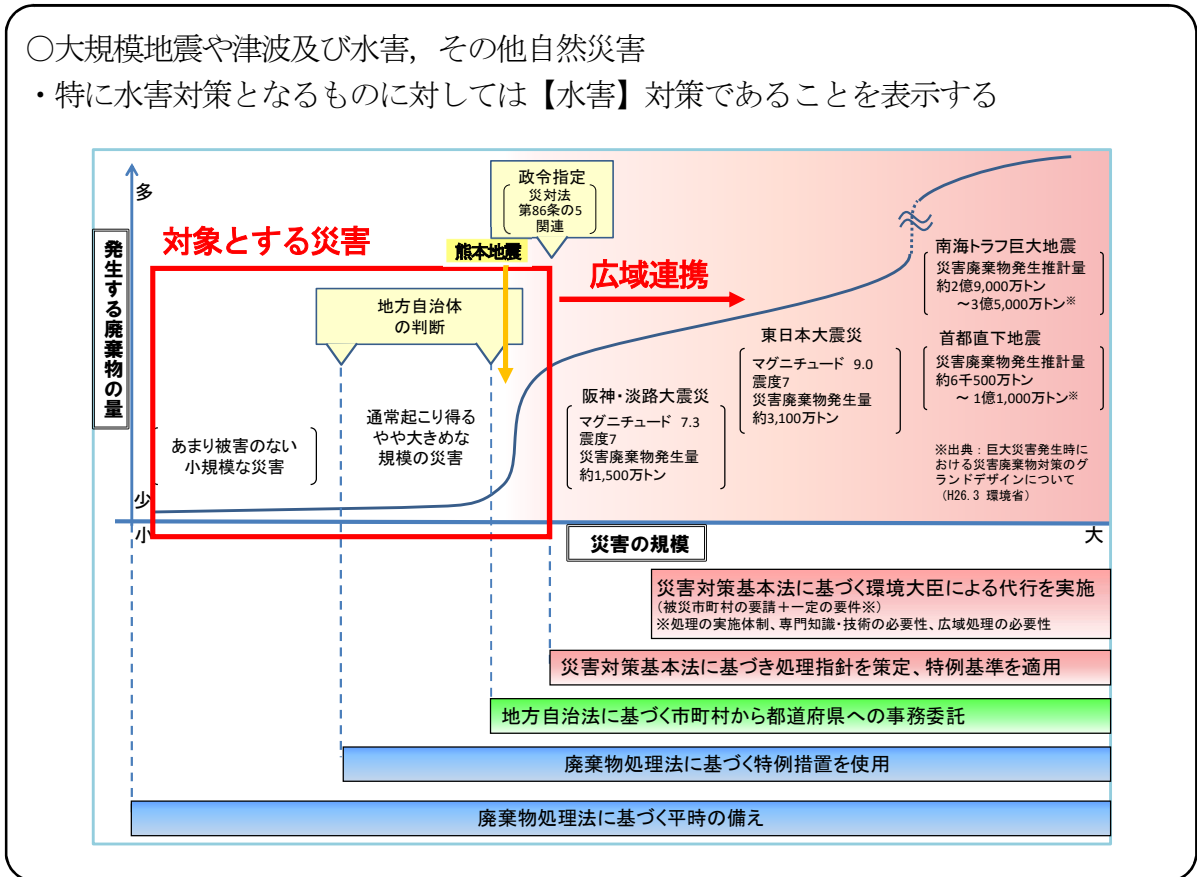 ○大規模地震や津波及び水害，その他自然災害
・特に水害対策となるものに対しては【水害】対策であることを表示する
多
発生する廃棄物の量
少
小
対象とする災害
政令指定
災対法
第86条の5
関連
熊本地震
広域連携
地方自治体
の判断
あまり被害のない
小規模な災害
通常起こり得る
やや大きめな
規模の災害
阪神・淡路大震災
マグニチュード 7.3
震度7
災害廃棄物発生量
約1,500万トン
東日本大震災
マグニチュード 9.0
震度7
災害廃棄物発生量
約3,100万トン
南海トラフ巨大地震
災害廃棄物発生推計量
約2億9,000万トン
～3億5,000万トン※
首都直下地震
災害廃棄物発生推計量
約6千500万トン
～ 1億1,000万トン※
※出典：巨大災害発生時に
おける災害廃棄物対策のグ
ランドデザインについて
（H26.3 環境省）
災害の規模
大
災害対策基本法に基づく環境大臣による代行を実施
（被災市町村の要請＋一定の要件※）
※処理の実施体制、専門知識・技術の必要性、広域処理の必要性
災害対策基本法に基づき処理指針を策定、特例基準を適用
地方自治法に基づく市町村から都道府県への事務委託
廃棄物処理法に基づく特例措置を使用
廃棄物処理法に基づく平時の備え